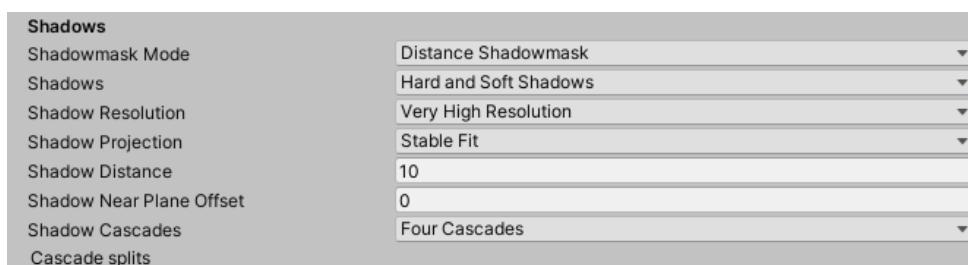 Shadows
Shadowmask Mode Distance Shadowmask
Shadows Hard and Soft Shadows
Shadow Resolution Very High Resolution
Shadow Projection Stable Fit
Shadow Distance 10
Shadow Near Plane Offset 0
Shadow Cascades Four Cascades
Cascade splits